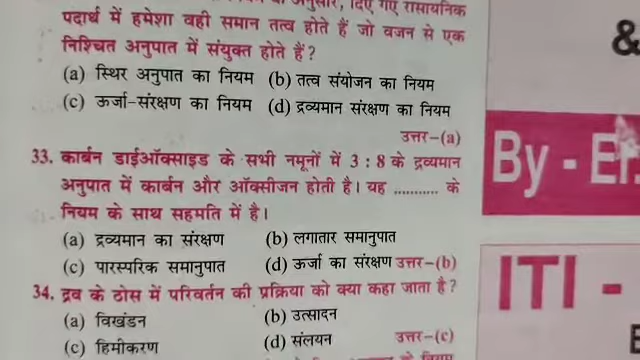 अनुसार, दिए गए रासायनिक
पदार्थ में हमेशा वही समान तत्व होते हैं जो वजन से एक
निश्चित अनुपात में संयुक्त होते हैं?
(a) स्थिर अनुपात का नियम (b) तत्व संयोजन का नियम
(c) ऊर्जा-संरक्षण का नियम (d) द्रव्यमान संरक्षण का नियम
उत्तर-(a)
33. कार्बन डाईऑक्साइड के सभी नमूनों में 3 : 8 के द्रव्यमान
अनुपात में कार्बन और ऑक्सीजन होती है। यह ........... के
नियम के साथ सहमति में है।
(a) द्रव्यमान का संरक्षण (b) लगातार समानुपात
(c) पारस्परिक समानुपात (d) ऊर्जा का संरक्षण उत्तर-(b)
34. द्रव के ठोस में परिवर्तन की प्रक्रिया को क्या कहा जाता है?
(a) विखंडन (b) उत्सादन
(c) हिमीकरण (d) संलयन उत्तर-(c)
&
By - Er.
ITI -